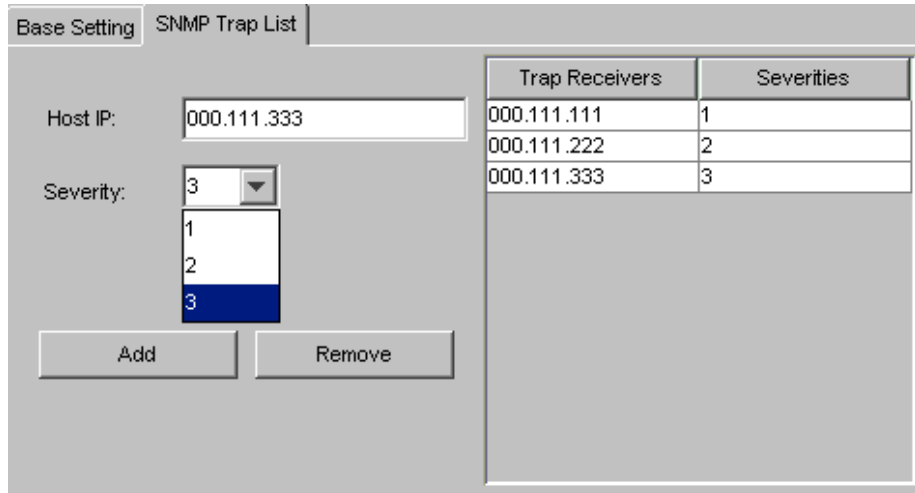 Base Setting SNMP Trap List
Host IP: 000.111.333
Severity: 3
1
2
3
Add Remove
Trap Receivers Severities
000.111.111 1
000.111.222 2
000.111.333 3